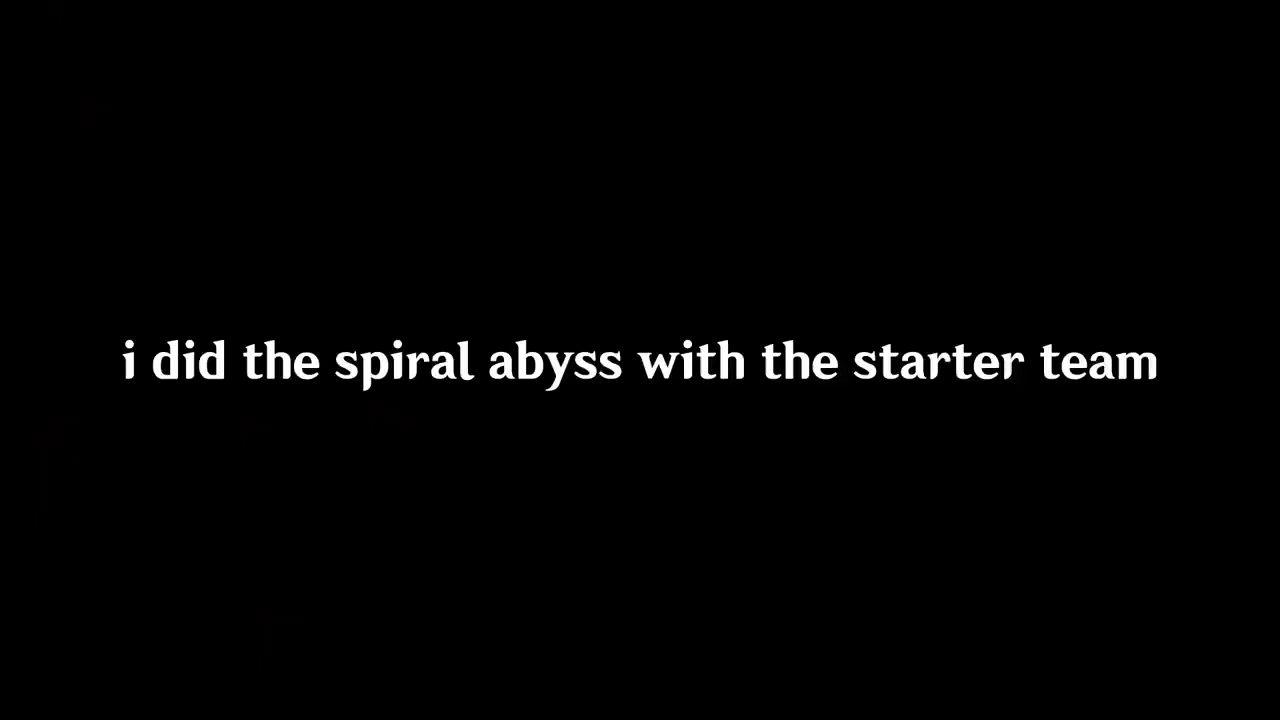 i did the spiral abyss with the starter team